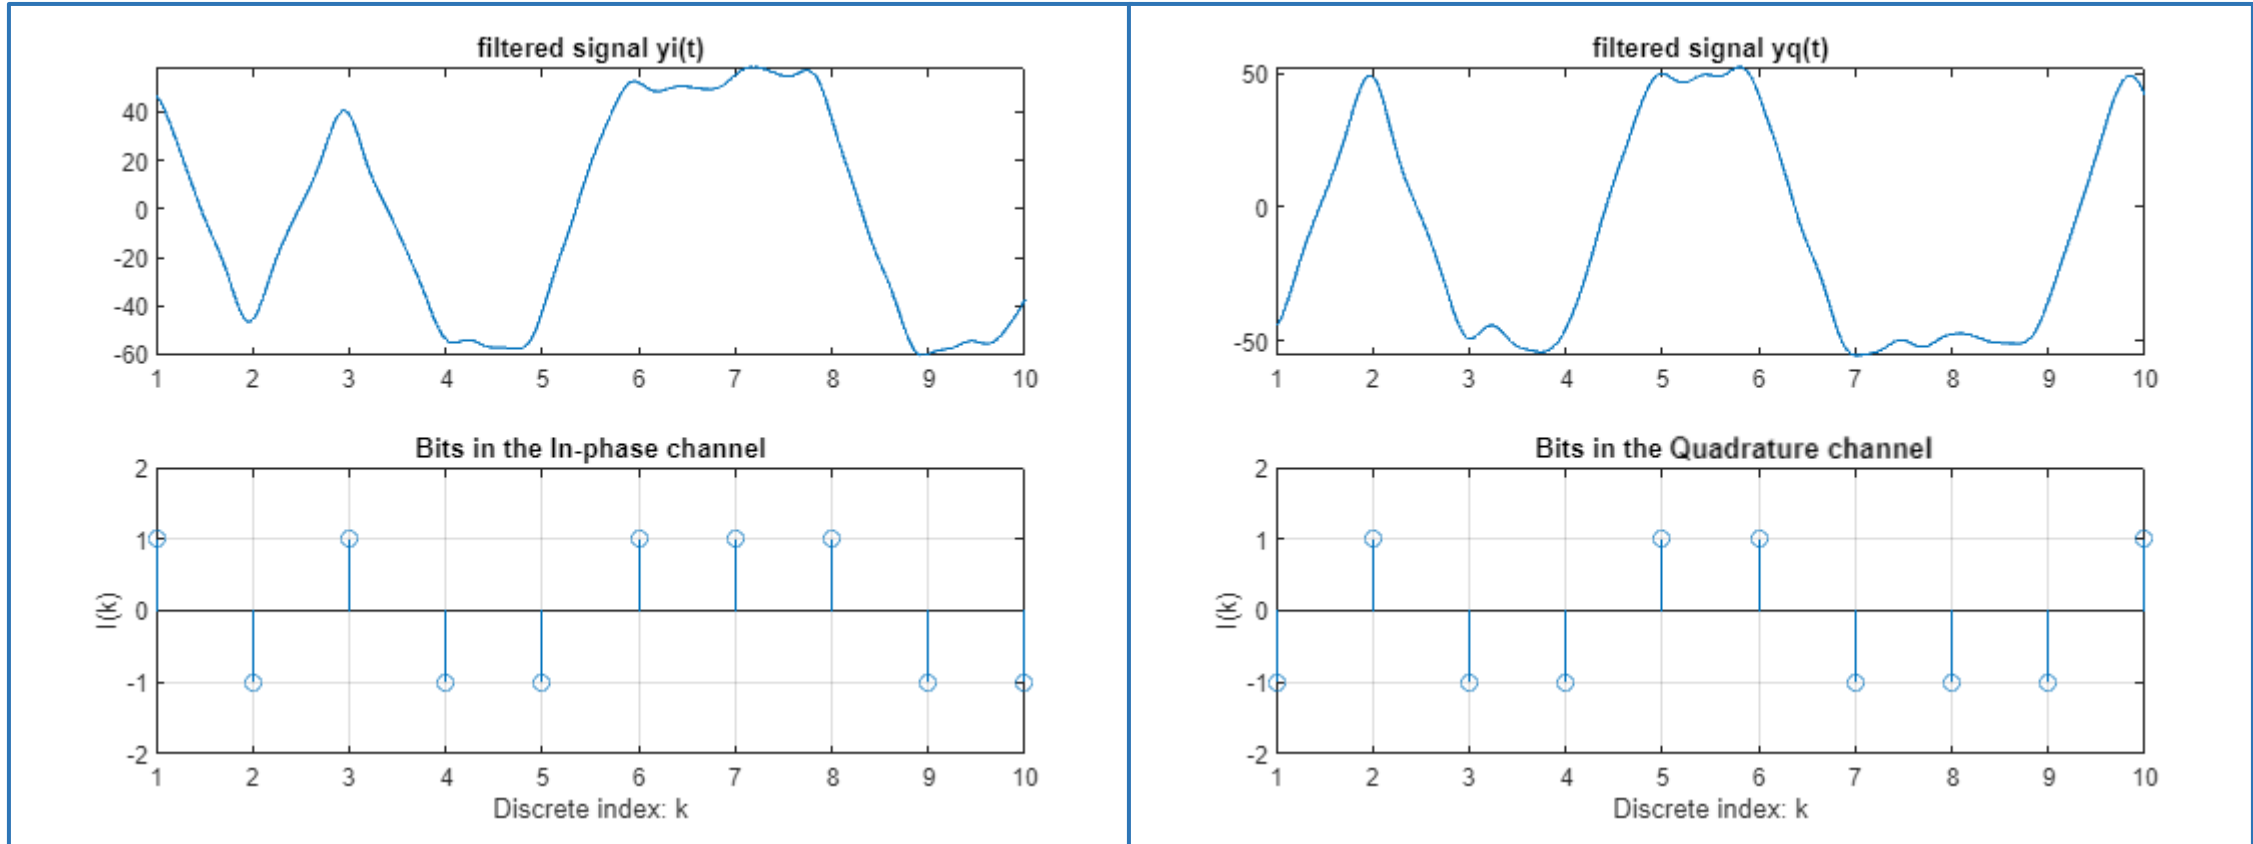 filtered signal yi(t)
40
20
0
-20
-40
-60
1 2 3 4 5 6 7 8 9 10
Bits in the In-phase channel
2
1
0
-1
-2
I(k)
1 2 3 4 5 6 7 8 9 10
Discrete index: k
filtered signal yq(t)
50
0
-50
1 2 3 4 5 6 7 8 9 10
Bits in the Quadrature channel
2
1
0
-1
-2
I(k)
1 2 3 4 5 6 7 8 9 10
Discrete index: k